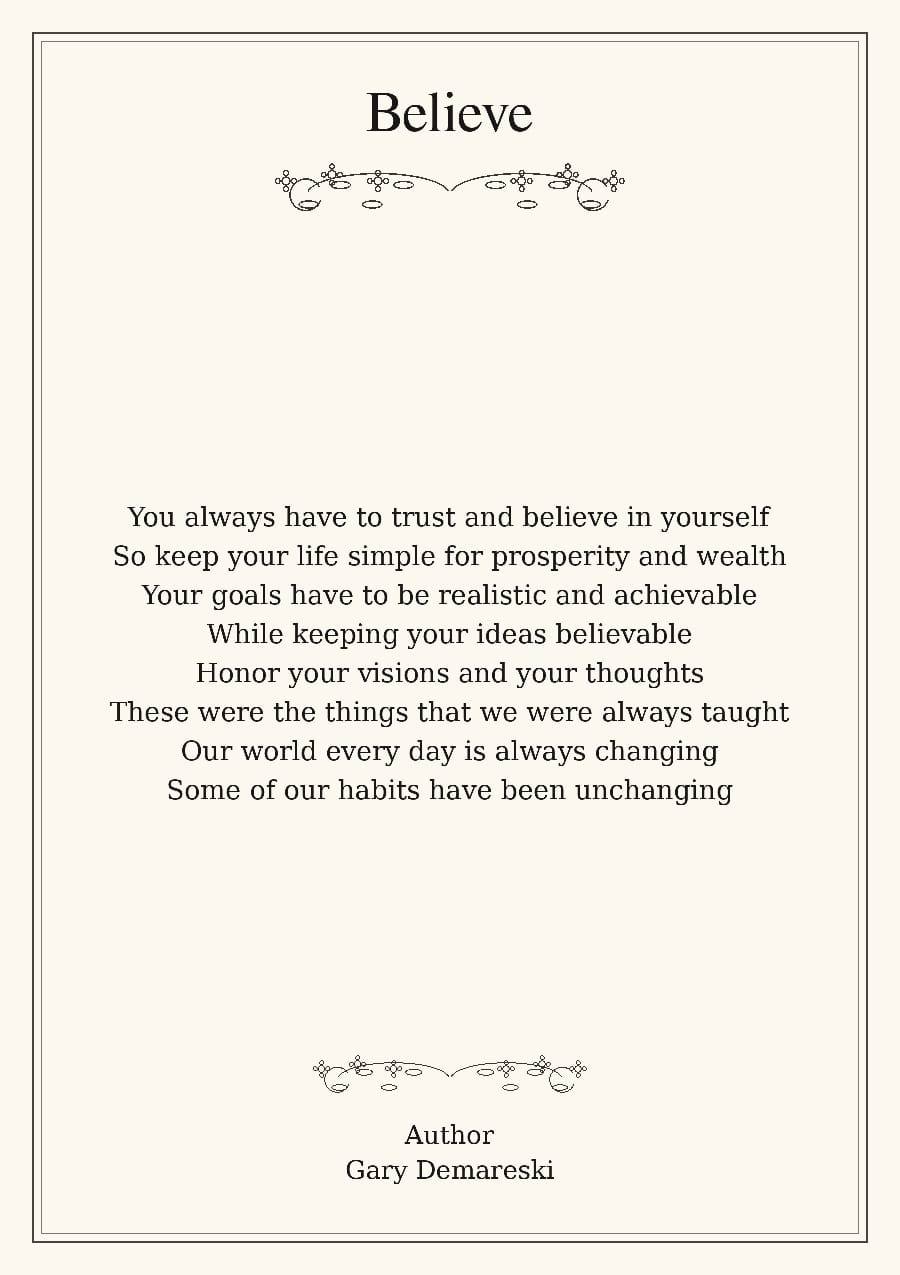 Believe
You always have to trust and believe in yourself
So keep your life simple for prosperity and wealth
Your goals have to be realistic and achievable
While keeping your ideas believable
Honor your visions and your thoughts
These were the things that we were always taught
Our world every day is always changing
Some of our habits have been unchanging
Author
Gary Demareski